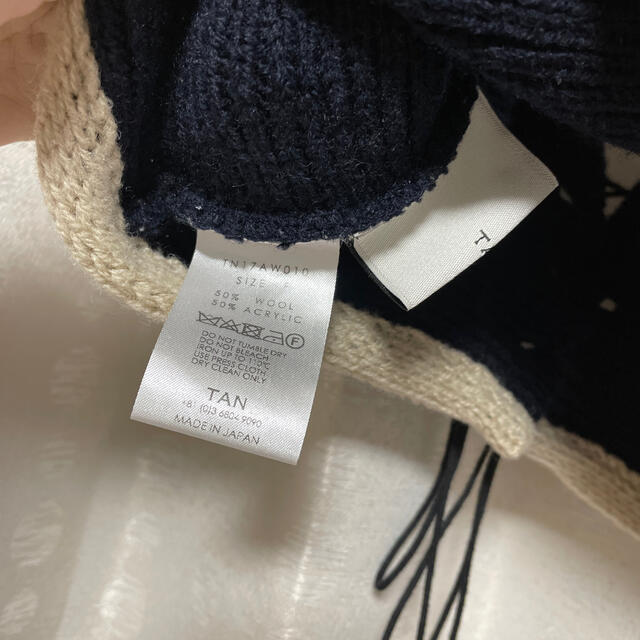 TN17AW010
SIZE F
50% WOOL
50% ACRYLIC
DO NOT TUMBLE DRY
DO NOT BLEACH
IRON UP TO 110°C
USE PRESS CLOTH
DRY CLEAN ONLY
TAN
+81 (0)3 6804 9090
MADE IN JAPAN